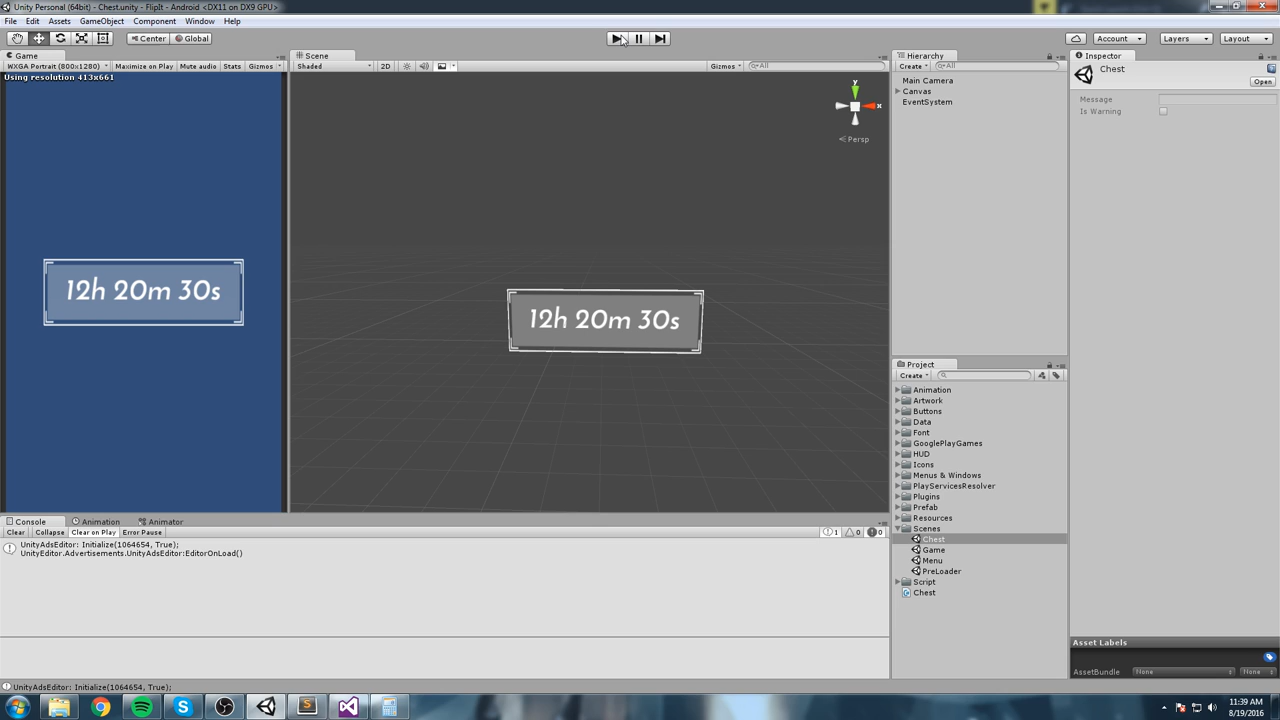 Unity Personal (64bit) - Chest.unity - FlipIt - Android <DX11 on DX9 GPU>
File Edit Assets GameObject Component Window Help
Center Global Account Layers Layout
Game Scene Hierarchy Inspector
WXGA Portrait (800x1280) Maximize on Play Mute audio Stats Gizmos Shaded 2D Gizmos All Create All
Using resolution 413x661
Chest
Open
Main Camera
Canvas
EventSystem
Message
Is Warning
y
x
Persp
12h 20m 30s
12h 20m 30s
Project
Create
Animation
Artwork
Buttons
Data
Font
GooglePlayGames
HUD
Icons
Menus & Windows
PlayServicesResolver
Plugins
Prefab
Resources
Scenes
Chest
Game
Menu
PreLoader
Script
Chest
Console Animation Animator
Clear Collapse Clear on Play Error Pause 1 0 0
UnityAdsEditor: Initialize(1064654, True);
UnityEditor.Advertisements.UnityAdsEditor:EditorOnLoad()
Asset Labels
AssetBundle None None
UnityAdsEditor: Initialize(1064654, True);
11:39 AM
8/19/2016